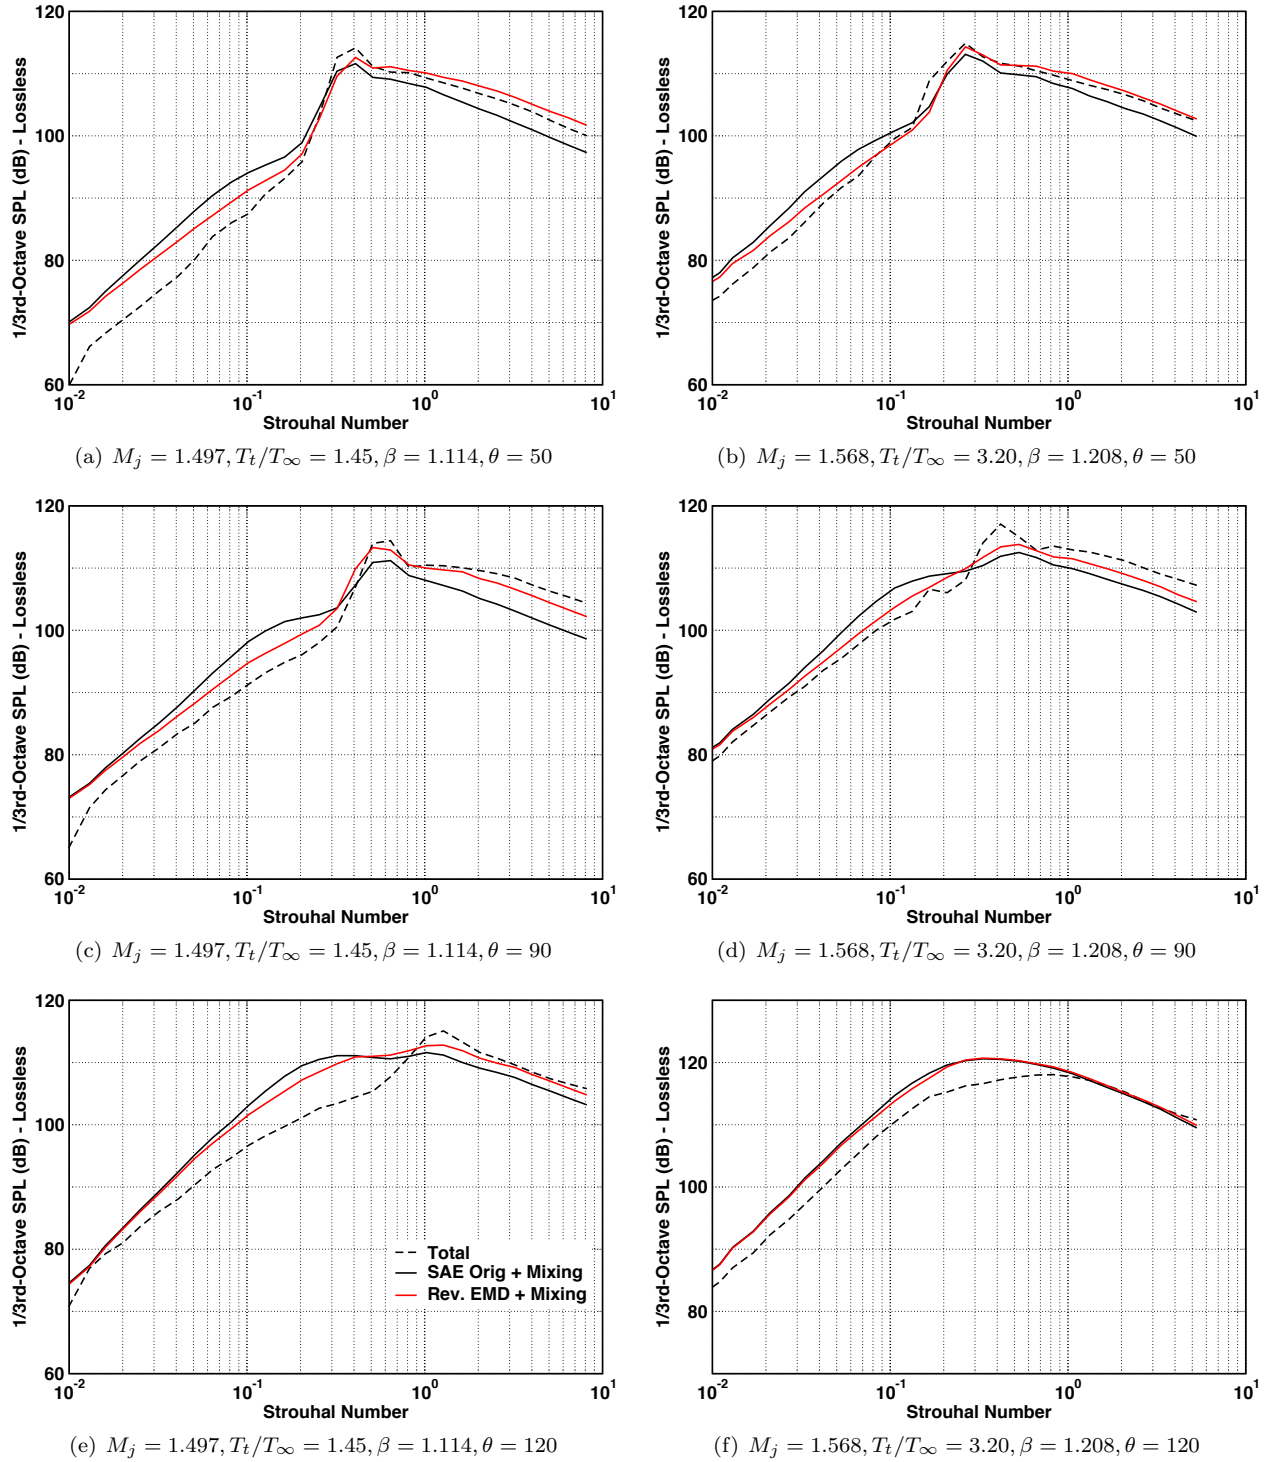 120
100
80
60
1/3rd-Octave SPL (dB) - Lossless
10^-2 10^-1 10^0 10^1
Strouhal Number
(a) M_j = 1.497, T_t/T_∞ = 1.45, β = 1.114, θ = 50
120
100
80
60
1/3rd-Octave SPL (dB) - Lossless
10^-2 10^-1 10^0 10^1
Strouhal Number
(b) M_j = 1.568, T_t/T_∞ = 3.20, β = 1.208, θ = 50
120
100
80
60
1/3rd-Octave SPL (dB) - Lossless
10^-2 10^-1 10^0 10^1
Strouhal Number
(c) M_j = 1.497, T_t/T_∞ = 1.45, β = 1.114, θ = 90
120
100
80
60
1/3rd-Octave SPL (dB) - Lossless
10^-2 10^-1 10^0 10^1
Strouhal Number
(d) M_j = 1.568, T_t/T_∞ = 3.20, β = 1.208, θ = 90
120
100
80
60
1/3rd-Octave SPL (dB) - Lossless
Total
SAE Orig + Mixing
Rev. EMD + Mixing
10^-2 10^-1 10^0 10^1
Strouhal Number
(e) M_j = 1.497, T_t/T_∞ = 1.45, β = 1.114, θ = 120
120
100
80
1/3rd-Octave SPL (dB) - Lossless
10^-2 10^-1 10^0 10^1
Strouhal Number
(f) M_j = 1.568, T_t/T_∞ = 3.20, β = 1.208, θ = 120